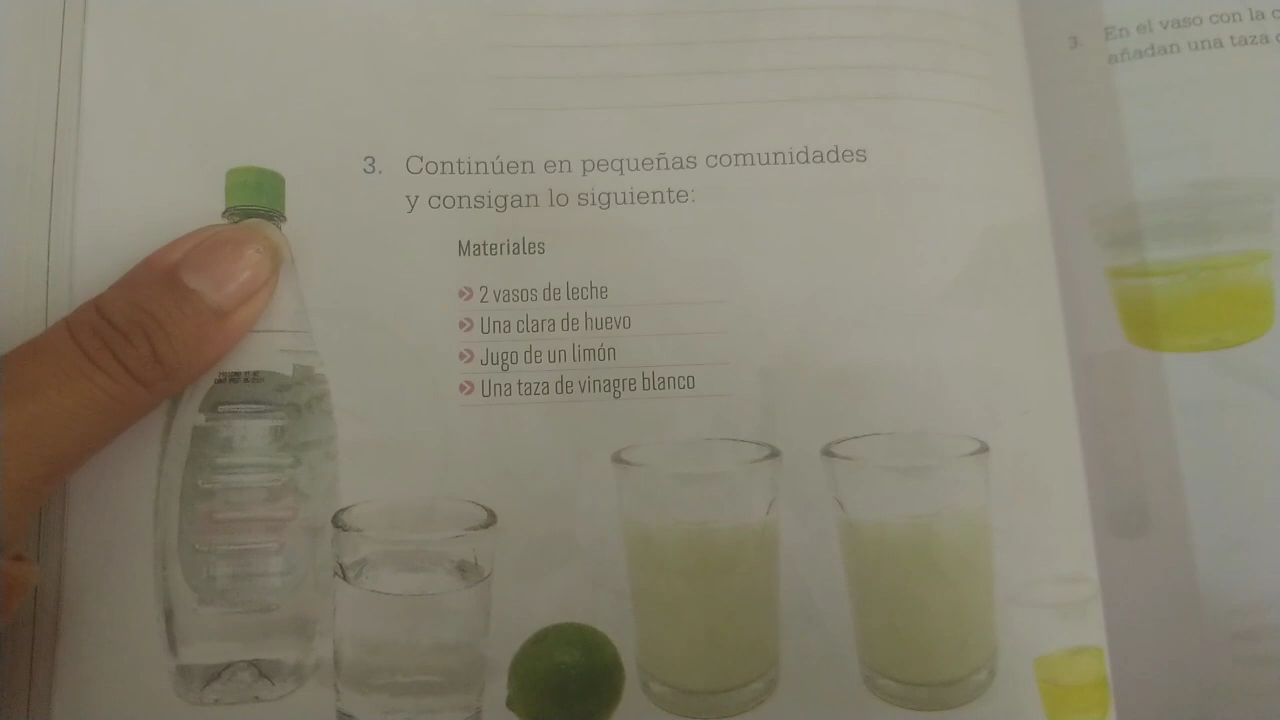 3. Continúen en pequeñas comunidades
y consigan lo siguiente:
Materiales
2 vasos de leche
Una clara de huevo
Jugo de un limón
Una taza de vinagre blanco
3. En el vaso con la
añadan una taza